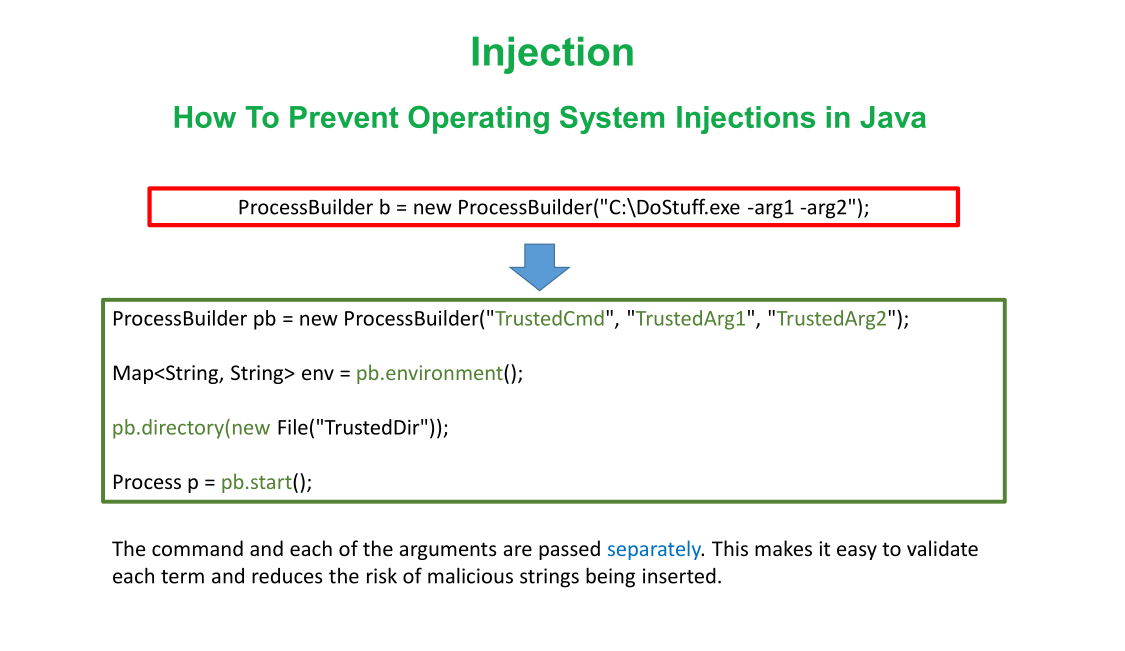 Injection
How To Prevent Operating System Injections in Java
ProcessBuilder b = new ProcessBuilder("C:\DoStuff.exe -arg1 -arg2");
ProcessBuilder pb = new ProcessBuilder("TrustedCmd", "TrustedArg1", "TrustedArg2");
Map<String, String> env = pb.environment();
pb.directory(new File("TrustedDir"));
Process p = pb.start();
The command and each of the arguments are passed separately. This makes it easy to validate
each term and reduces the risk of malicious strings being inserted.